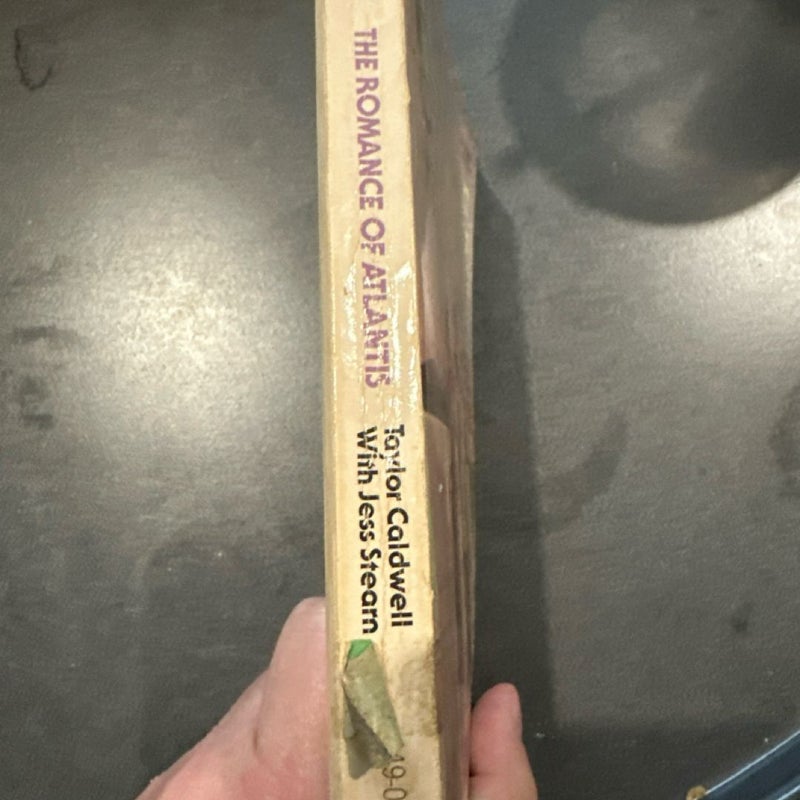 THE ROMANCE OF ATLANTIS
Taylor Caldwell
With Jess Stearn